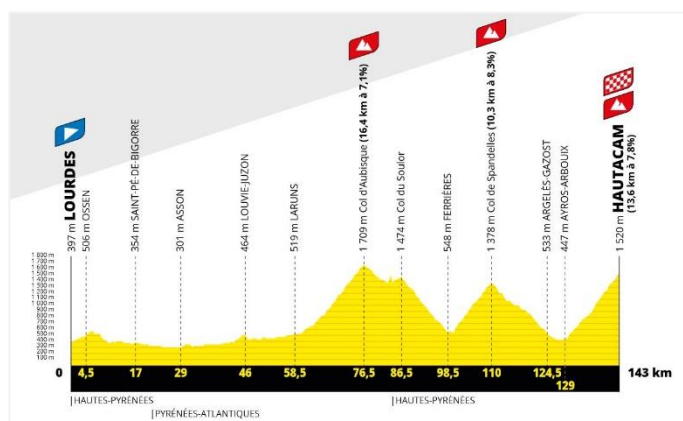 397 m LOURDES
506 m OSSEN
354 m SAINT-PÉ-DE-BIGORRE
301 m ASSON
464 m LOUVIE-JUZON
519 m LARUNS
1 709 m Col d'Aubisque (16,4 km à 7,1%)
1 474 m Col du Soulor
548 m FERRIÈRES
1 378 m Col de Spandelles (10,3 km à 8,3%)
533 m ARGELÈS-GAZOST
447 m AYROS-ARBOUIX
1 520 m HAUTACAM
(13,6 km à 7,8%)
1 800 m
1 700 m
1 600 m
1 500 m
1 400 m
1 300 m
1 200 m
1 100 m
1 000 m
900 m
800 m
700 m
600 m
500 m
400 m
300 m
200 m
100 m
0 4,5 17 29 46 58,5 76,5 86,5 98,5 110 124,5 129 143 km
HAUTES-PYRÉNÉES HAUTES-PYRÉNÉES
PYRÉNÉES-ATLANTIQUES